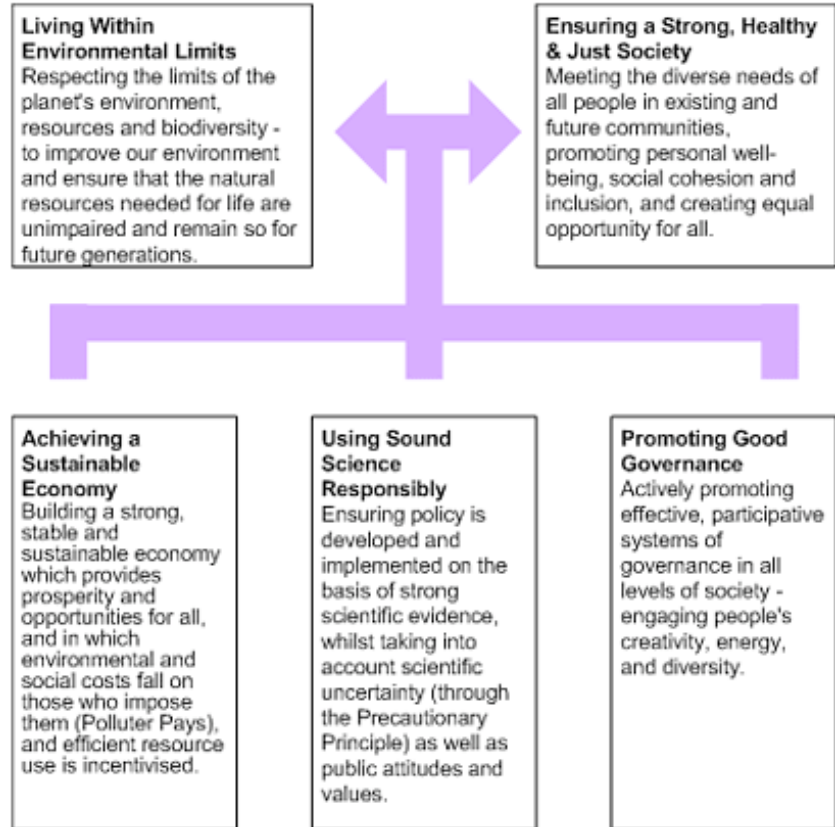 Living Within
Environmental Limits
Respecting the limits of the
planet's environment,
resources and biodiversity -
to improve our environment
and ensure that the natural
resources needed for life are
unimpaired and remain so for
future generations.
Ensuring a Strong, Healthy
& Just Society
Meeting the diverse needs of
all people in existing and
future communities,
promoting personal well-
being, social cohesion and
inclusion, and creating equal
opportunity for all.
Achieving a
Sustainable
Economy
Building a strong,
stable and
sustainable economy
which provides
prosperity and
opportunities for all,
and in which
environmental and
social costs fall on
those who impose
them (Polluter Pays),
and efficient resource
use is incentivised.
Using Sound
Science
Responsibly
Ensuring policy is
developed and
implemented on the
basis of strong
scientific evidence,
whilst taking into
account scientific
uncertainty (through
the Precautionary
Principle) as well as
public attitudes and
values.
Promoting Good
Governance
Actively promoting
effective, participative
systems of
governance in all
levels of society -
engaging people's
creativity, energy,
and diversity.